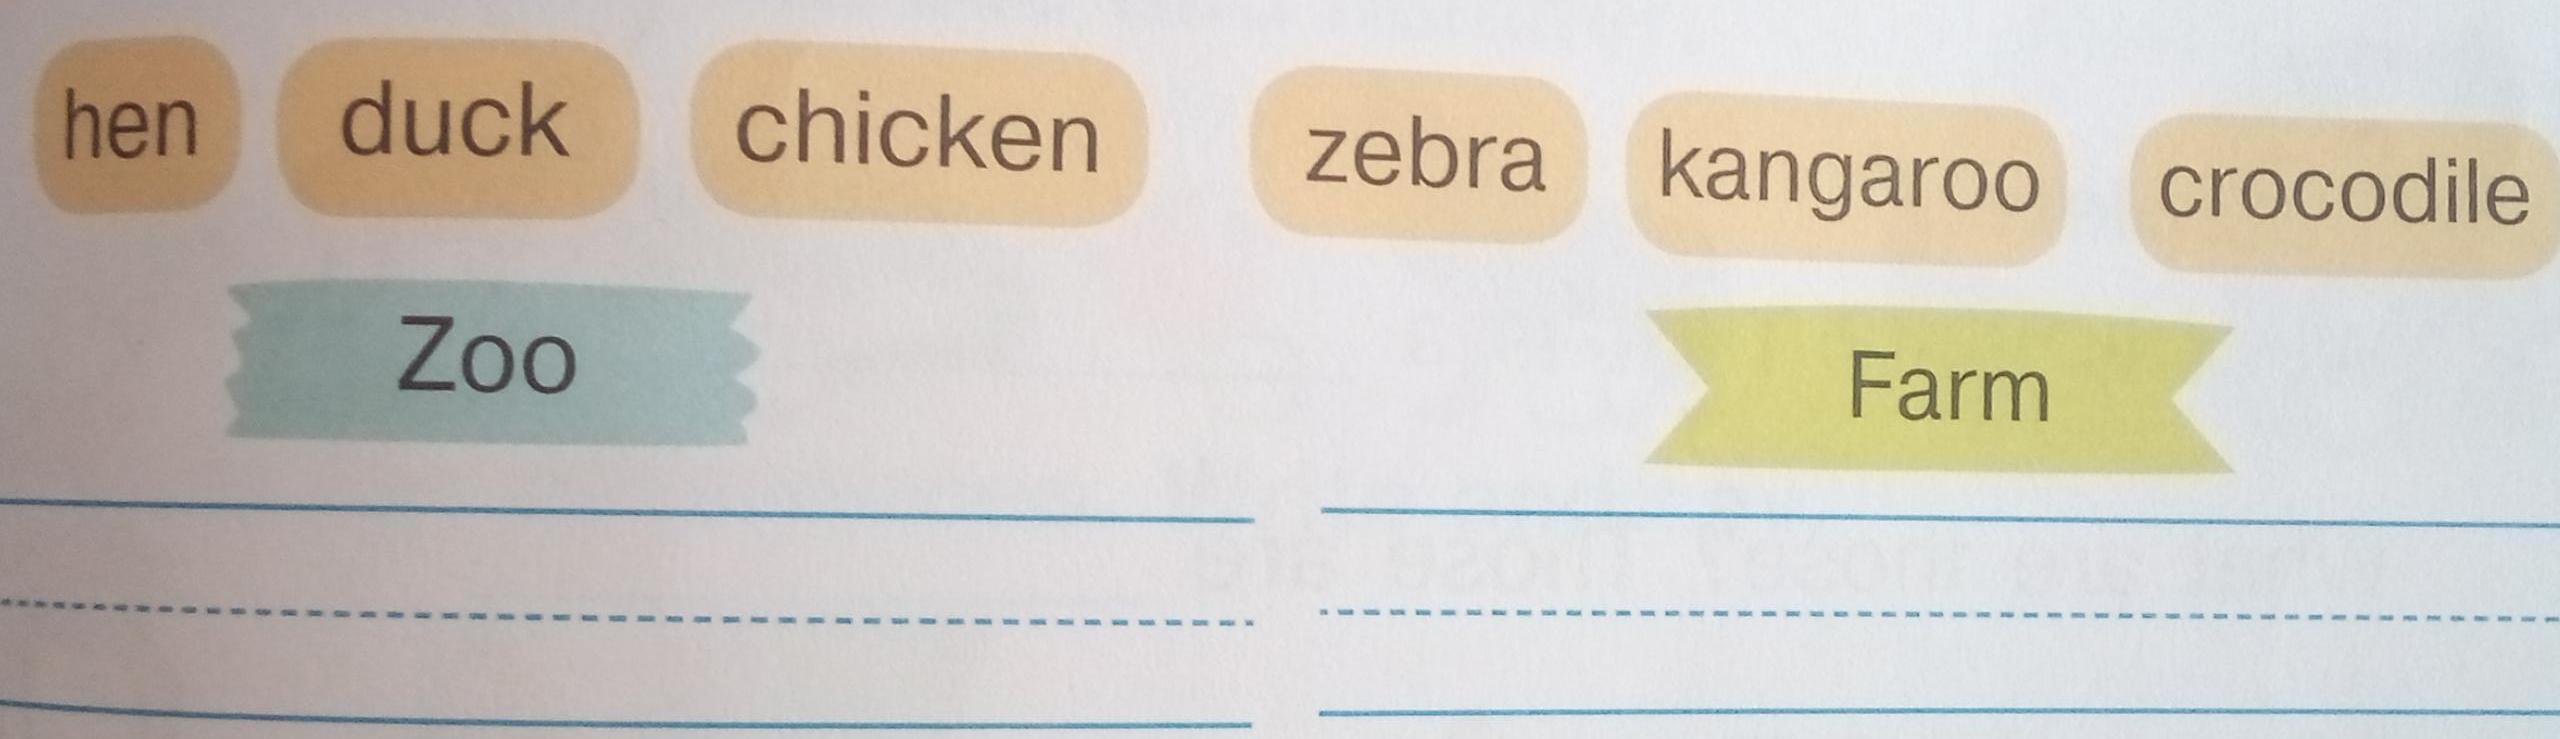 hen duck chicken zebra kangaroo crocodile
Zoo Farm